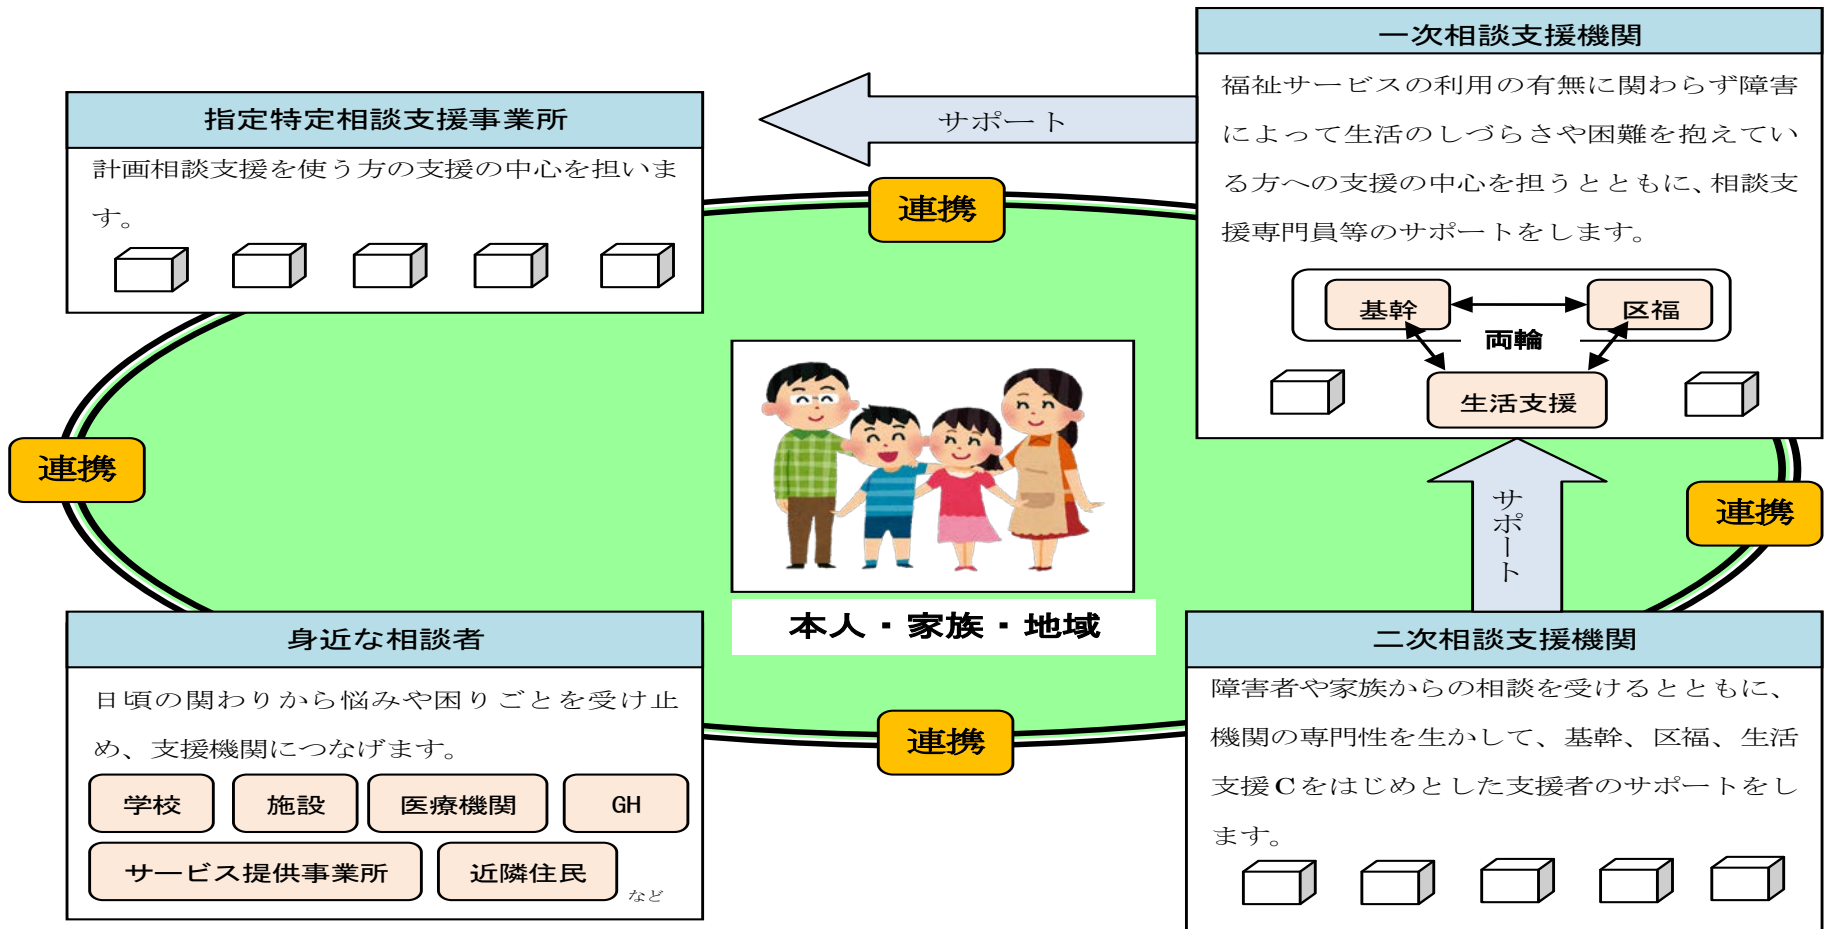 一次相談支援機関
福祉サービスの利用の有無に関わらず障害
によって生活のしづらさや困難を抱えてい
る方への支援の中心を担うとともに、相談支
援専門員等のサポートをします。
基幹
区福
両輪
生活支援
サポート
指定特定相談支援事業所
計画相談支援を使う方の支援の中心を担いま
す。
連携
連携
連携
サポート
本人・家族・地域
身近な相談者
日頃の関わりから悩みや困りごとを受け止
め、支援機関につなげます。
学校
施設
医療機関
GH
サービス提供事業所
近隣住民
など
連携
二次相談支援機関
障害者や家族からの相談を受けるとともに、
機関の専門性を生かして、基幹、区福、生活
支援Cをはじめとした支援者のサポートをし
ます。